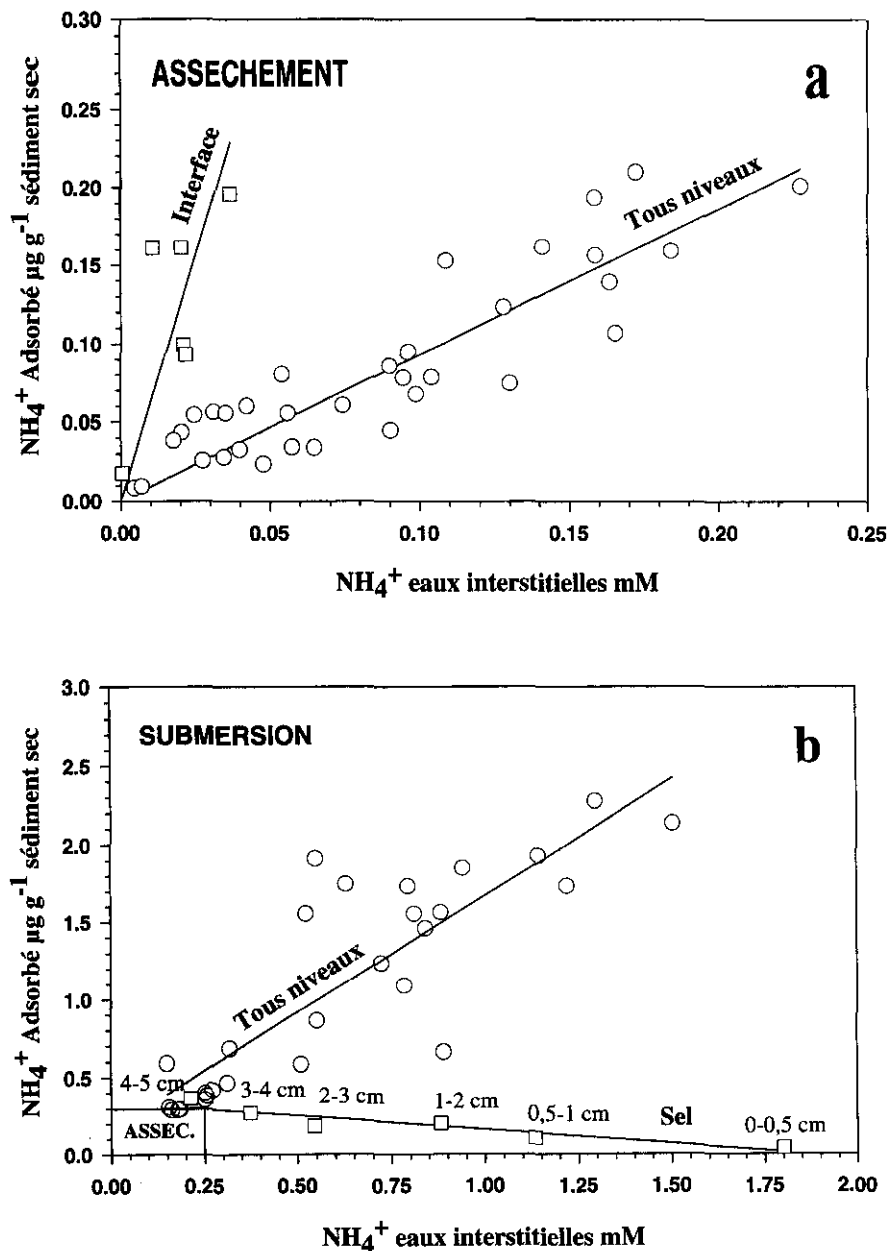 NH4+ Adsorbé µg g-1 sédiment sec
0.30
0.25
0.20
0.15
0.10
0.05
0.00
ASSECHEMENT
a
Interface
Tous niveaux
0.00 0.05 0.10 0.15 0.20 0.25
NH4+ eaux interstitielles mM
NH4+ Adsorbé µg g-1 sédiment sec
3.0
2.5
2.0
1.5
1.0
0.5
0.0
SUBMERSION
b
Tous niveaux
4-5 cm
3-4 cm
2-3 cm
1-2 cm
0,5-1 cm
Sel
0-0,5 cm
ASSEC.
0.00 0.25 0.50 0.75 1.00 1.25 1.50 1.75 2.00
NH4+ eaux interstitielles mM